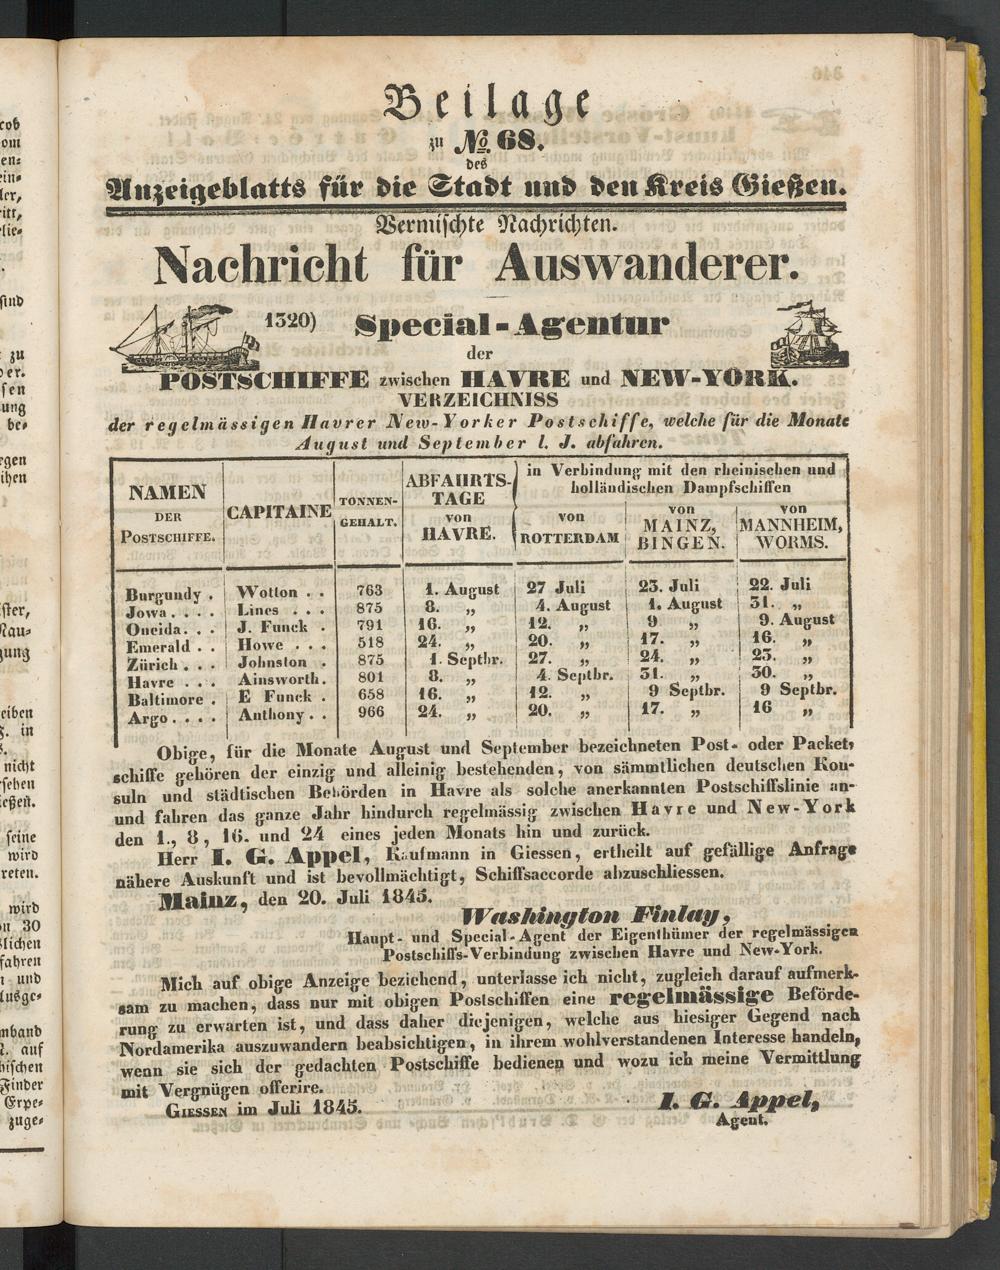 Beilage
zu No 68.
des
Anzeigeblatts für die Stadt und den Kreis Gießen.
Vermischte Nachrichten.
Nachricht für Auswanderer.
1320) Special-Agentur
der
POSTSCHIFFE zwischen HAVRE und NEW-YORK.
VERZEICHNISS
der regelmässigen Havrer New-Yorker Postschiffe, welche für die Monate
August und September l. J. abfahren.
NAMEN DER POSTSCHIFFE. CAPITAINE TONNEN-GEHALT. ABFAHRTS-TAGE von HAVRE. in Verbindung mit den rheinischen und holländischen Dampfschiffen von ROTTERDAM von MAINZ, BINGEN. von MANNHEIM, WORMS.
Burgundy . Wotton . . 763 1. August 27 Juli 23. Juli 22. Juli
Jowa . . . . Lines . . . 875 8. „ 4. August 1. August 31. „
Oneida. . . J. Funck . 791 16. „ 12. „ 9 „ 9. August
Emerald . . Howe . . . 518 24. „ 20. „ 17. „ 16. „
Zürich . . . Johnston . 875 1. Septbr. 27. „ 24. „ 23. „
Havre . . . Ainsworth. 801 8. „ 4. Septbr. 31. „ 30. „
Baltimore . E Funck . 658 16. „ 12. „ 9 Septbr. 9 Septbr.
Argo . . . . Anthony . . 966 24. „ 20. „ 17. „ 16 „
Obige, für die Monate August und September bezeichneten Post- oder Packet-
schiffe gehören der einzig und alleinig bestehenden, von sämmtlichen deutschen Kon-
suln und städtischen Behörden in Havre als solche anerkannten Postschiffslinie an-
und fahren das ganze Jahr hindurch regelmässig zwischen Havre und New-York
den 1., 8, 16. und 24 eines jeden Monats hin und zurück.
Herr I. G. Appel, Kaufmann in Giessen, ertheilt auf gefällige Anfrage
nähere Auskunft und ist bevollmächtigt, Schiffsaccorde abzuschliessen.
Mainz, den 20. Juli 1845.
Washington Finlay,
Haupt- und Special-Agent der Eigenthümer der regelmässigen
Postschiffs-Verbindung zwischen Havre und New-York.
Mich auf obige Anzeige beziehend, unterlasse ich nicht, zugleich darauf aufmerk-
sam zu machen, dass nur mit obigen Postschiffen eine regelmässige Beförde-
rung zu erwarten ist, und dass daher diejenigen, welche aus hiesiger Gegend nach
Nordamerika auszuwandern beabsichtigen, in ihrem wohlverstandenen Interesse handeln,
wenn sie sich der gedachten Postschiffe bedienen und wozu ich meine Vermittlung
mit Vergnügen offerire.
GIESSEN im Juli 1845.
I. G. Appel,
Agent.